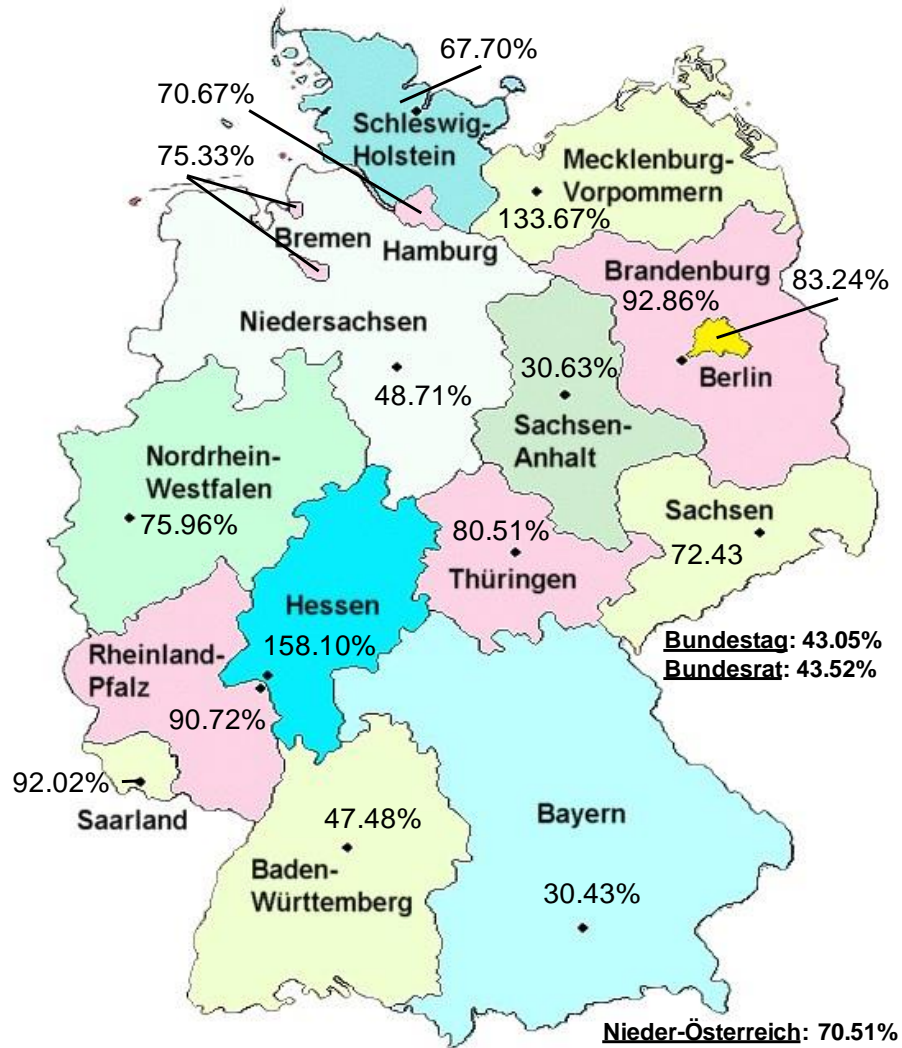 67.70%
70.67%
Schleswig-
Holstein
75.33%
Mecklenburg-
Vorpommern
133.67%
Bremen
Hamburg
Brandenburg
83.24%
92.86%
Niedersachsen
Berlin
30.63%
48.71%
Sachsen-
Anhalt
Nordrhein-
Westfalen
75.96%
Sachsen
72.43
80.51%
Thüringen
Hessen
158.10%
Bundestag: 43.05%
Bundesrat: 43.52%
Rheinland-
Pfalz
90.72%
92.02%
Saarland
47.48%
Bayern
Baden-
Württemberg
30.43%
Nieder-Österreich: 70.51%